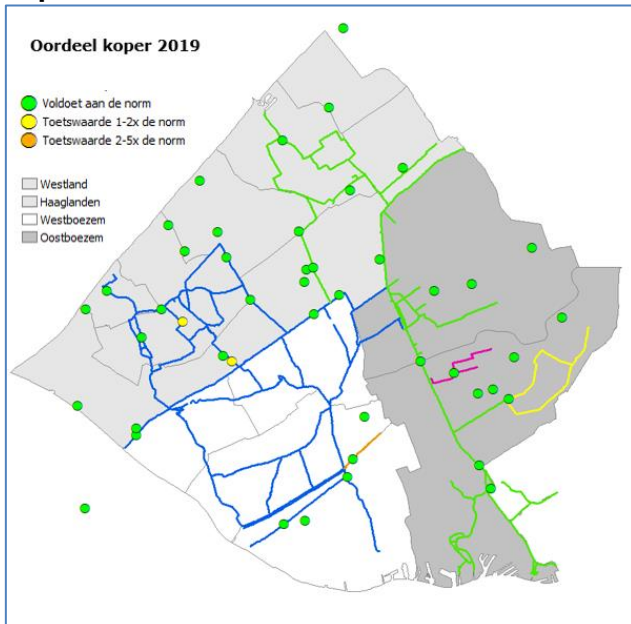 Oordeel koper 2019
Voldoet aan de norm
Toetswaarde 1-2x de norm
Toetswaarde 2-5x de norm
Westland
Haaglanden
Westboezem
Oostboezem